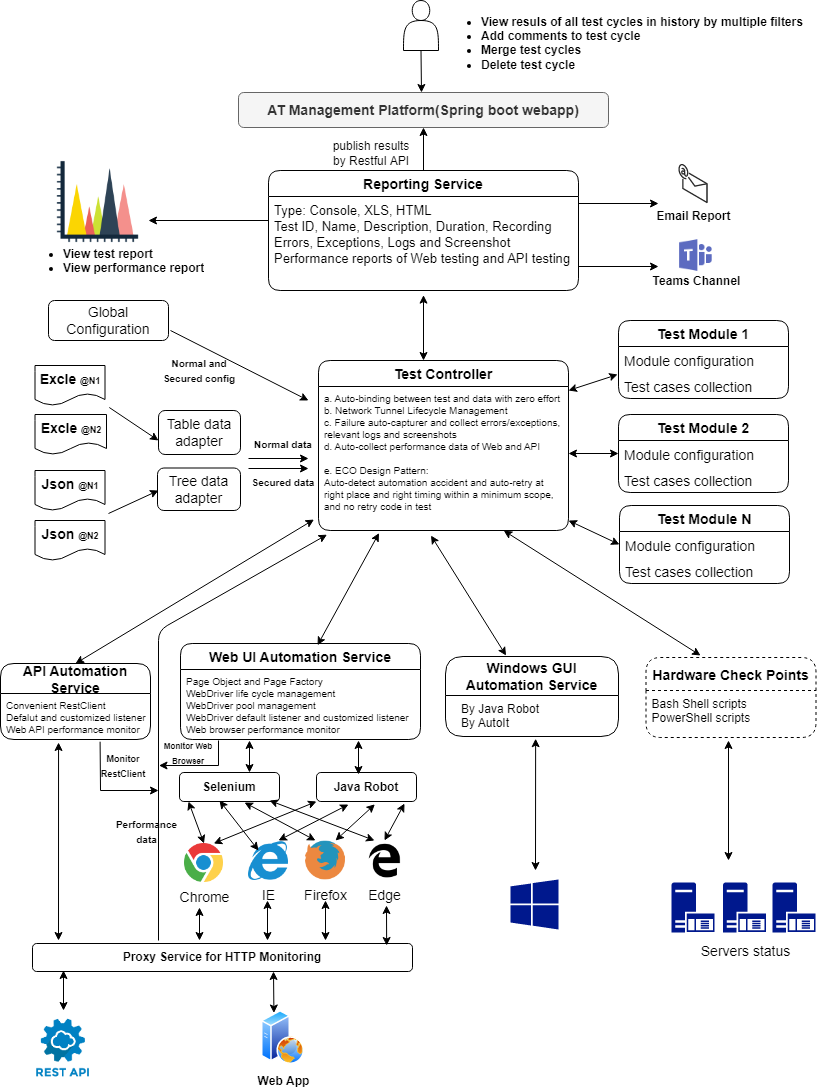 View resuls of all test cycles in history by multiple filters
Add comments to test cycle
Merge test cycles
Delete test cycle
AT Management Platform(Spring boot webapp)
publish results
by Restful API
Reporting Service
Type: Console, XLS, HTML
Test ID, Name, Description, Duration, Recording
Errors, Exceptions, Logs and Screenshot
Performance reports of Web testing and API testing
View test report
View performance report
Email Report
T
Teams Channel
Global
Configuration
Normal and
Secured config
Excle @N1
Excle @N2
Json @N1
Json @N2
Table data
adapter
Tree data
adapter
Normal data
Secured data
Test Controller
a. Auto-binding between test and data with zero effort
b. Network Tunnel Lifecycle Management
c. Failure auto-capturer and collect errors/exceptions,
relevant logs and screenshots
d. Auto-collect performance data of Web and API
e. ECO Design Pattern:
Auto-detect automation accident and auto-retry at
right place and right timing within a minimum scope,
and no retry code in test
Test Module 1
Module configuration
Test cases collection
Test Module 2
Module configuration
Test cases collection
Test Module N
Module configuration
Test cases collection
API Automation
Service
Convenient RestClient
Defalut and customized listener
Web API performance monitor
Web UI Automation Service
Page Object and Page Factory
WebDriver life cycle management
WebDriver pool management
WebDriver default listener and customized listener
Web browser performance monitor
Windows GUI
Automation Service
By Java Robot
By AutoIt
Hardware Check Points
Bash Shell scripts
PowerShell scripts
Monitor
RestClient
Monitor Web
Browser
Selenium
Java Robot
Performance
data
Chrome
IE
Firefox
Edge
Servers status
Proxy Service for HTTP Monitoring
REST API
Web App